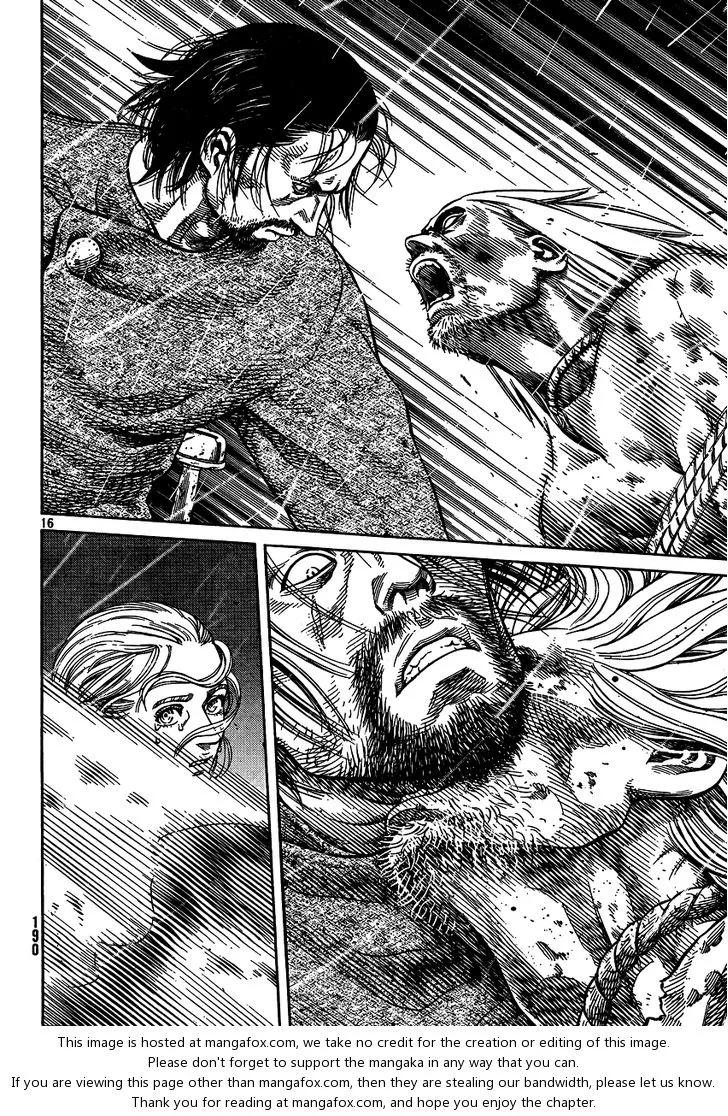 16
190
This image is hosted at mangafox.com, we take no credit for the creation or editing of this image.
Please don't forget to support the mangaka in any way that you can.
If you are viewing this page other than mangafox.com, then they are stealing our bandwidth, please let us know.
Thank you for reading at mangafox.com, and hope you enjoy the chapter.